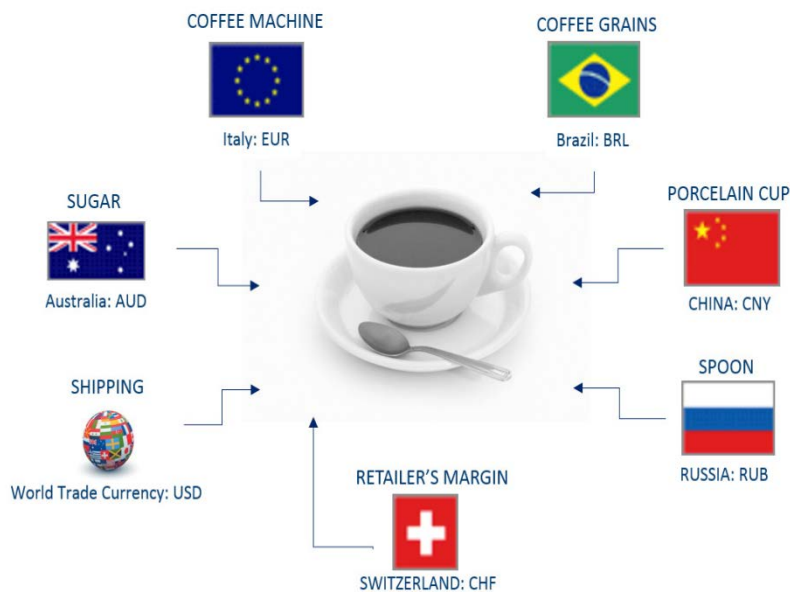 COFFEE MACHINE
Italy: EUR
COFFEE GRAINS
Brazil: BRL
SUGAR
Australia: AUD
PORCELAIN CUP
CHINA: CNY
SHIPPING
World Trade Currency: USD
SPOON
RUSSIA: RUB
RETAILER'S MARGIN
SWITZERLAND: CHF